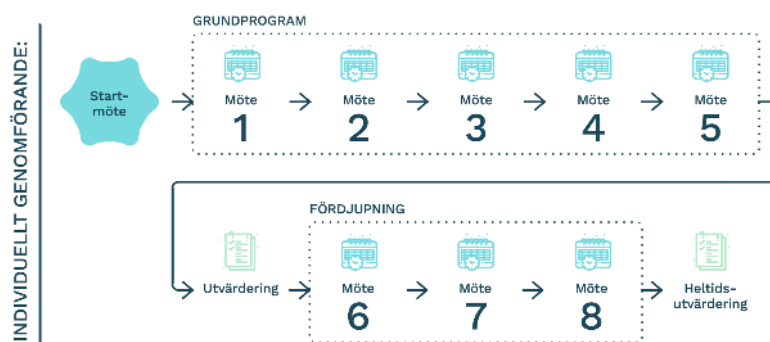 INDIVIDUELLT GENOMFÖRANDE:
GRUNDPROGRAM
Start-
möte
Möte
1
Möte
2
Möte
3
Möte
4
Möte
5
FÖRDJUPNING
Utvärdering
Möte
6
Möte
7
Möte
8
Heltids-
utvärdering